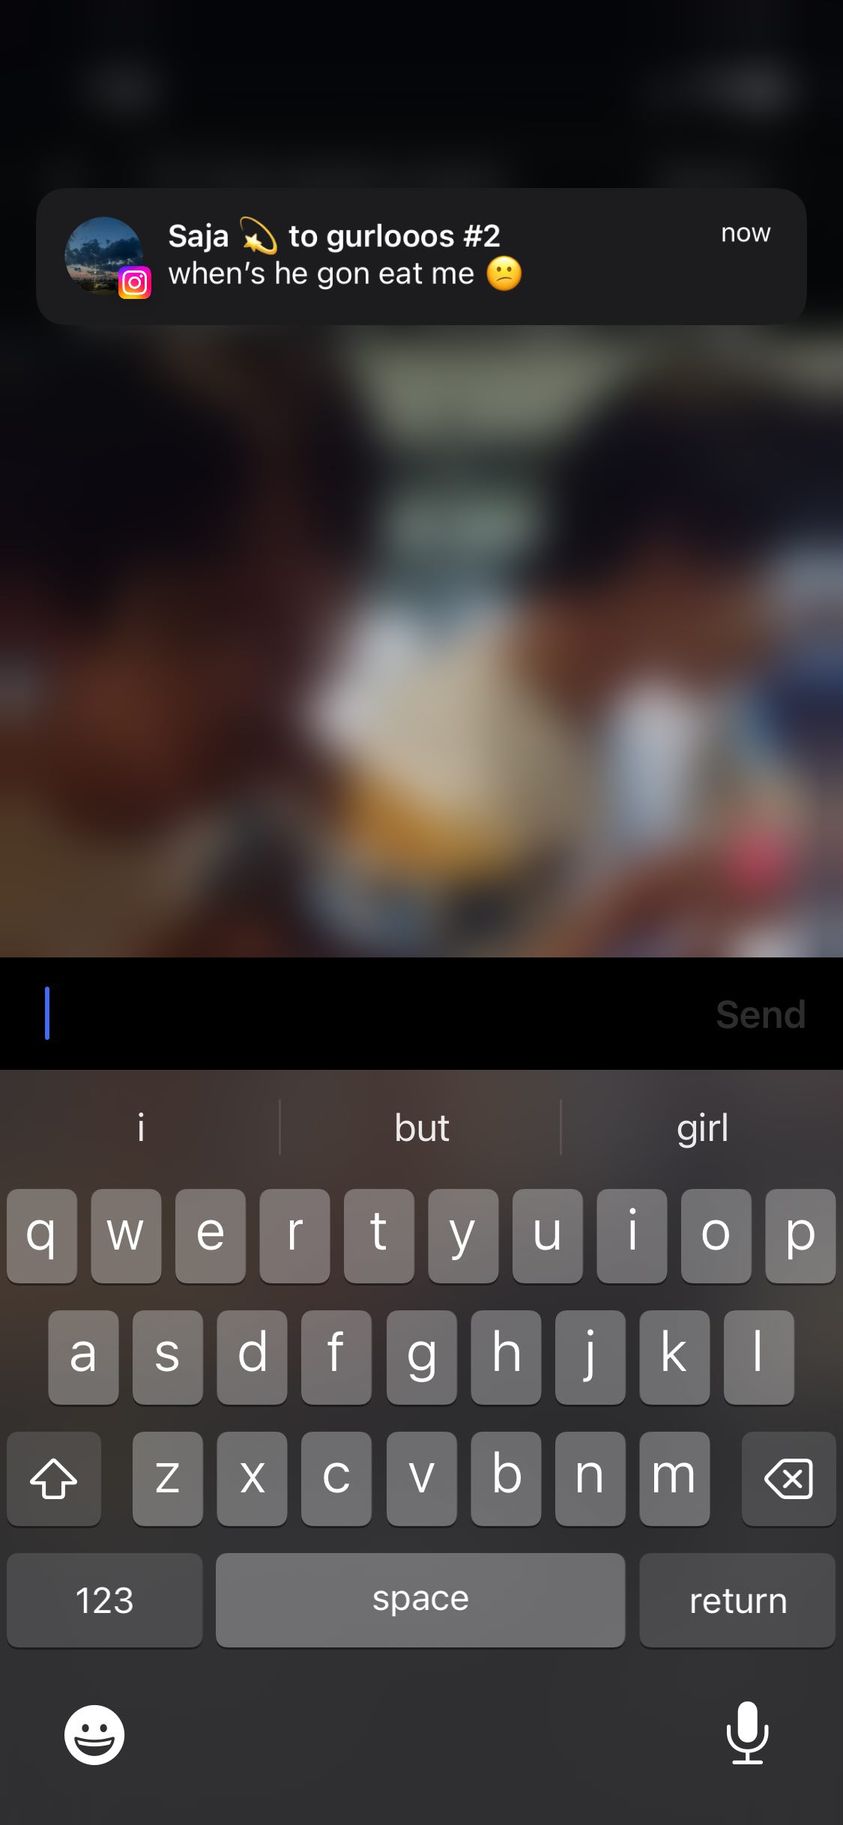 Saja 💫 to gurlooos #2
now
when's he gon eat me 😕
Send
i but girl
q w e r t y u i o p
a s d f g h j k l
z x c v b n m
123 space return